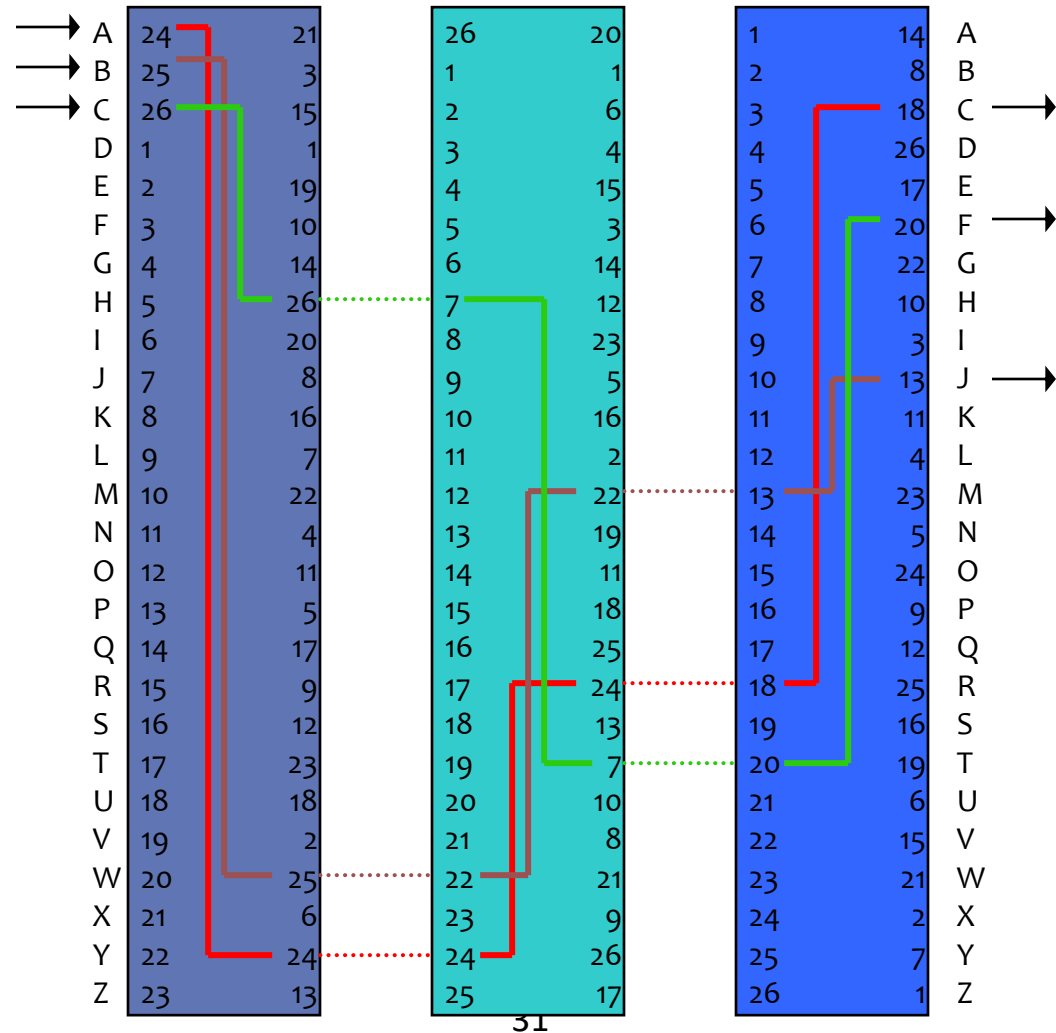 A 24 21 26 20 1 14 A
B 25 3 1 1 2 8 B
C 26 15 2 6 3 18 C
D 1 1 3 4 4 26 D
E 2 19 4 15 5 17 E
F 3 10 5 3 6 20 F
G 4 14 6 14 7 22 G
H 5 26 7 12 8 10 H
I 6 20 8 23 9 3 I
J 7 8 9 5 10 13 J
K 8 16 10 16 11 11 K
L 9 7 11 2 12 4 L
M 10 22 12 22 13 23 M
N 11 4 13 19 14 5 N
O 12 11 14 11 15 24 O
P 13 5 15 18 16 9 P
Q 14 17 16 25 17 12 Q
R 15 9 17 24 18 25 R
S 16 12 18 13 19 16 S
T 17 23 19 7 20 19 T
U 18 18 20 10 21 6 U
V 19 2 21 8 22 15 V
W 20 25 22 21 23 21 W
X 21 6 23 9 24 2 X
Y 22 24 24 26 25 7 Y
Z 23 13 25 17 26 1 Z
31